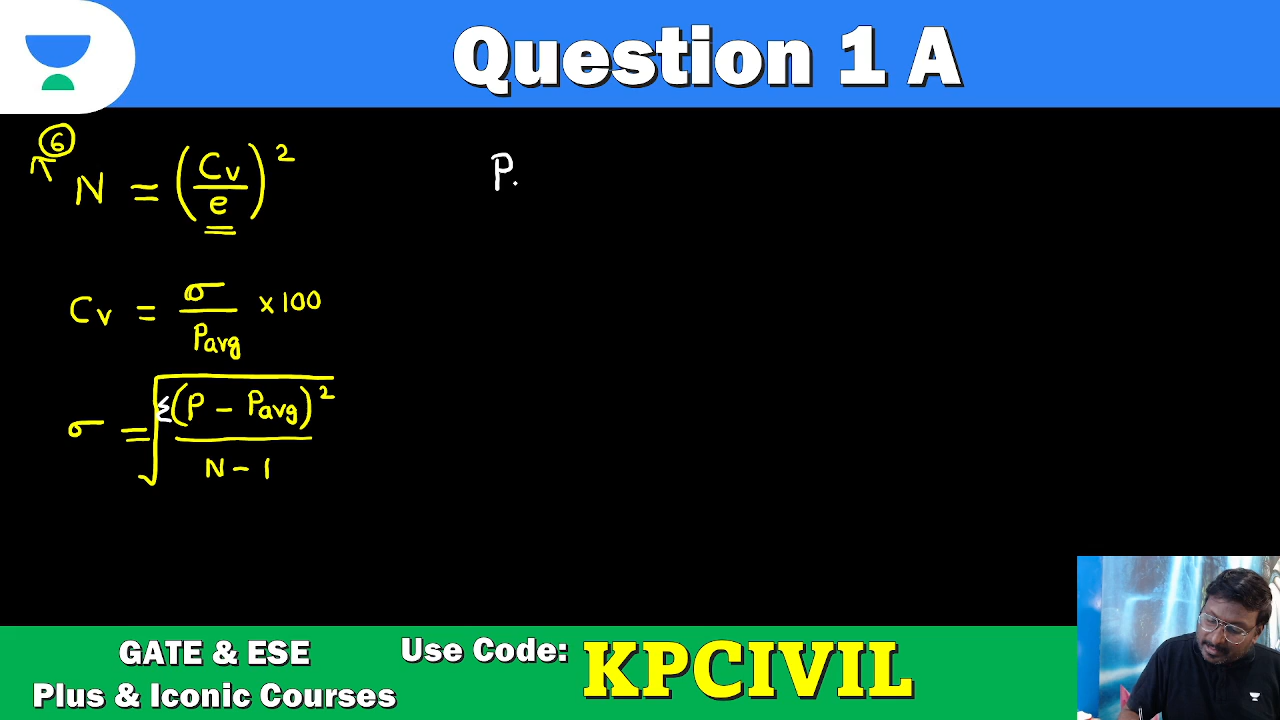 Question 1 A
6
N = (Cv/e)²
P.
Cv = σ/Pavg × 100
σ = √(Σ(P - Pavg)²/N - 1)
GATE & ESE
Plus & Iconic Courses
Use Code: KPCIVIL